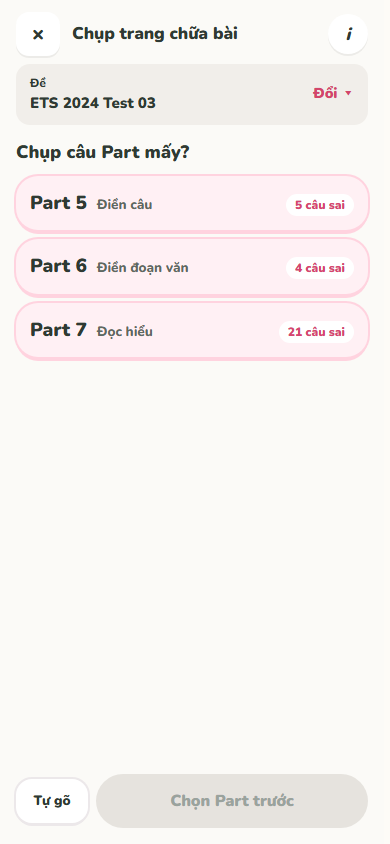 × Chụp trang chữa bài i
Đề
ETS 2024 Test 03 Đổi
Chụp câu Part mấy?
Part 5 Điền câu 5 câu sai
Part 6 Điền đoạn văn 4 câu sai
Part 7 Đọc hiểu 21 câu sai
Tự gõ Chọn Part trước